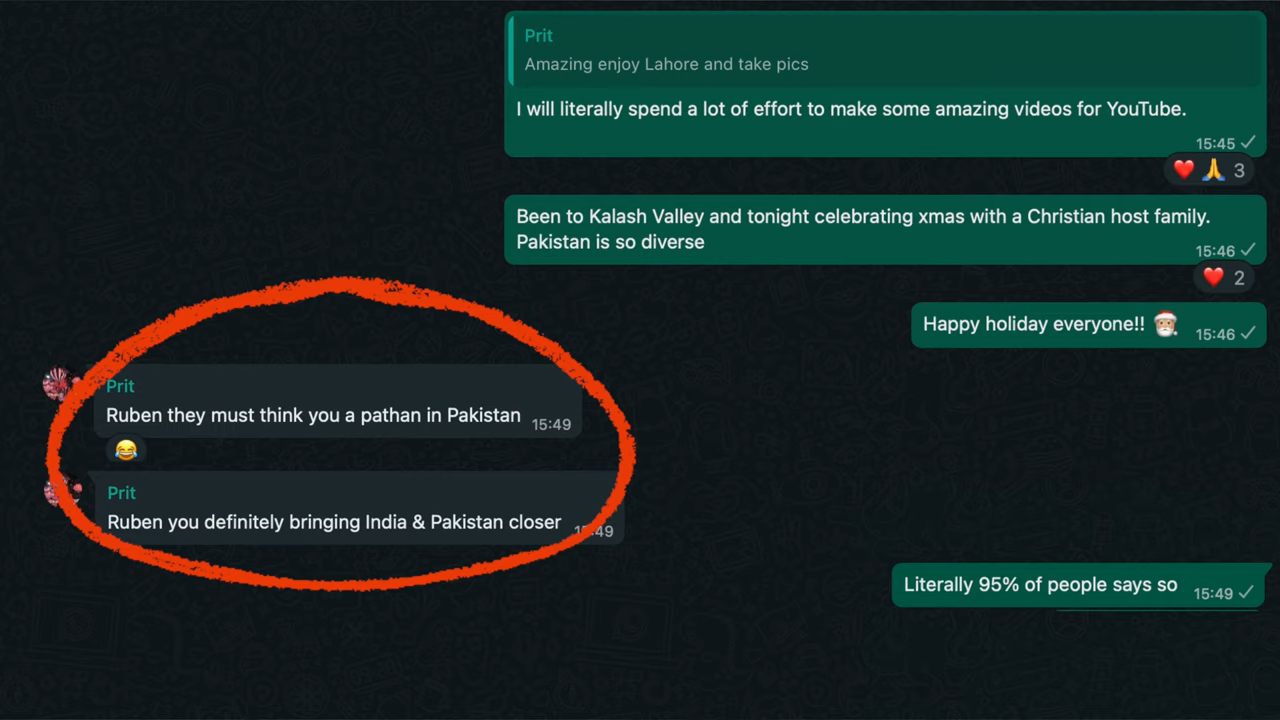 Prit
Amazing enjoy Lahore and take pics
I will literally spend a lot of effort to make some amazing videos for YouTube.
15:45
❤️🙏 3
Been to Kalash Valley and tonight celebrating xmas with a Christian host family.
Pakistan is so diverse
15:46
❤️ 2
Happy holiday everyone!! 🎅🏼 15:46
Prit
Ruben they must think you a pathan in Pakistan 15:49
😂
Prit
Ruben you definitely bringing India & Pakistan closer 15:49
Literally 95% of people says so 15:49